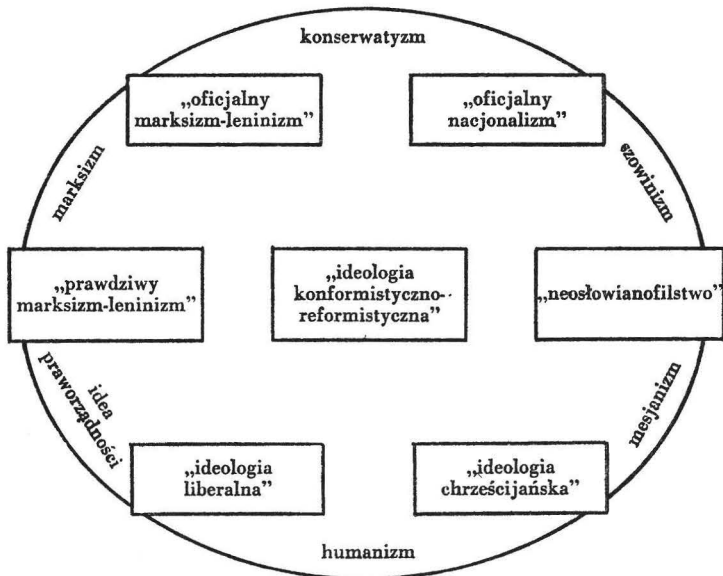 konserwatyzm
„oficjalny
marksizm-leninizm”
„oficjalny
nacjonalizm”
marksizm
szowinizm
„prawdziwy
marksizm-leninizm”
„ideologia
konformistyczno-
reformistyczna”
„neosłowianofilstwo”
idea
praworządności
mesjanizm
„ideologia
liberalna”
„ideologia
chrześcijańska”
humanizm